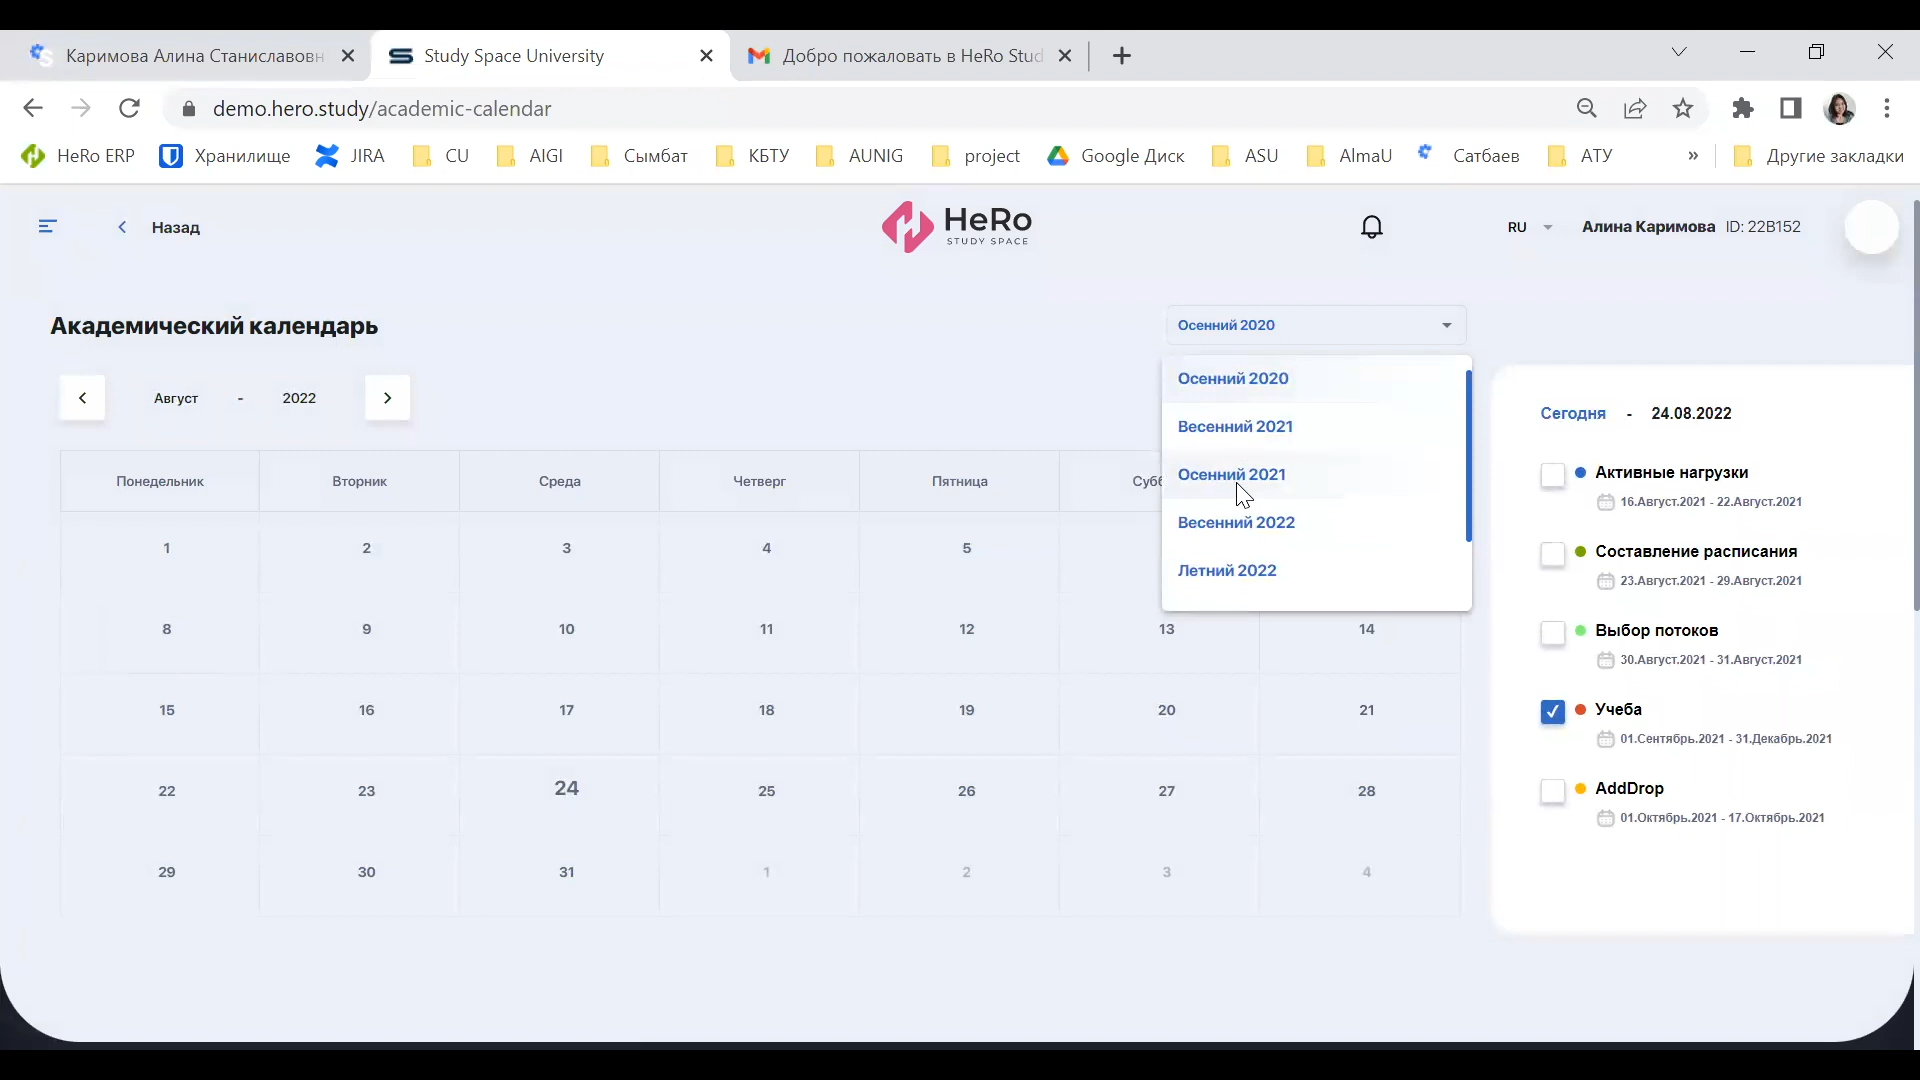 Каримова Алина Станиславовн
Study Space University
Добро пожаловать в HeRo Stud
demo.hero.study/academic-calendar
HeRo ERP
Хранилище
JIRA
CU
AIGI
Сымбат
КБТУ
AUNIG
project
Google Диск
ASU
AlmaU
Сатбаев
АТУ
»
Другие закладки
Назад
HeRo
STUDY SPACE
RU
Алина Каримова ID: 22B152
Академический календарь
Осенний 2020
Август - 2022
Осенний 2020
Весенний 2021
Осенний 2021
Весенний 2022
Летний 2022
Понедельник Вторник Среда Четверг Пятница Субб
1 2 3 4 5
8 9 10 11 12 13 14
15 16 17 18 19 20 21
22 23 24 25 26 27 28
29 30 31 1 2 3 4
Сегодня - 24.08.2022
Активные нагрузки
16.Август.2021 - 22.Август.2021
Составление расписания
23.Август.2021 - 29.Август.2021
Выбор потоков
30.Август.2021 - 31.Август.2021
Учеба
01.Сентябрь.2021 - 31.Декабрь.2021
AddDrop
01.Октябрь.2021 - 17.Октябрь.2021